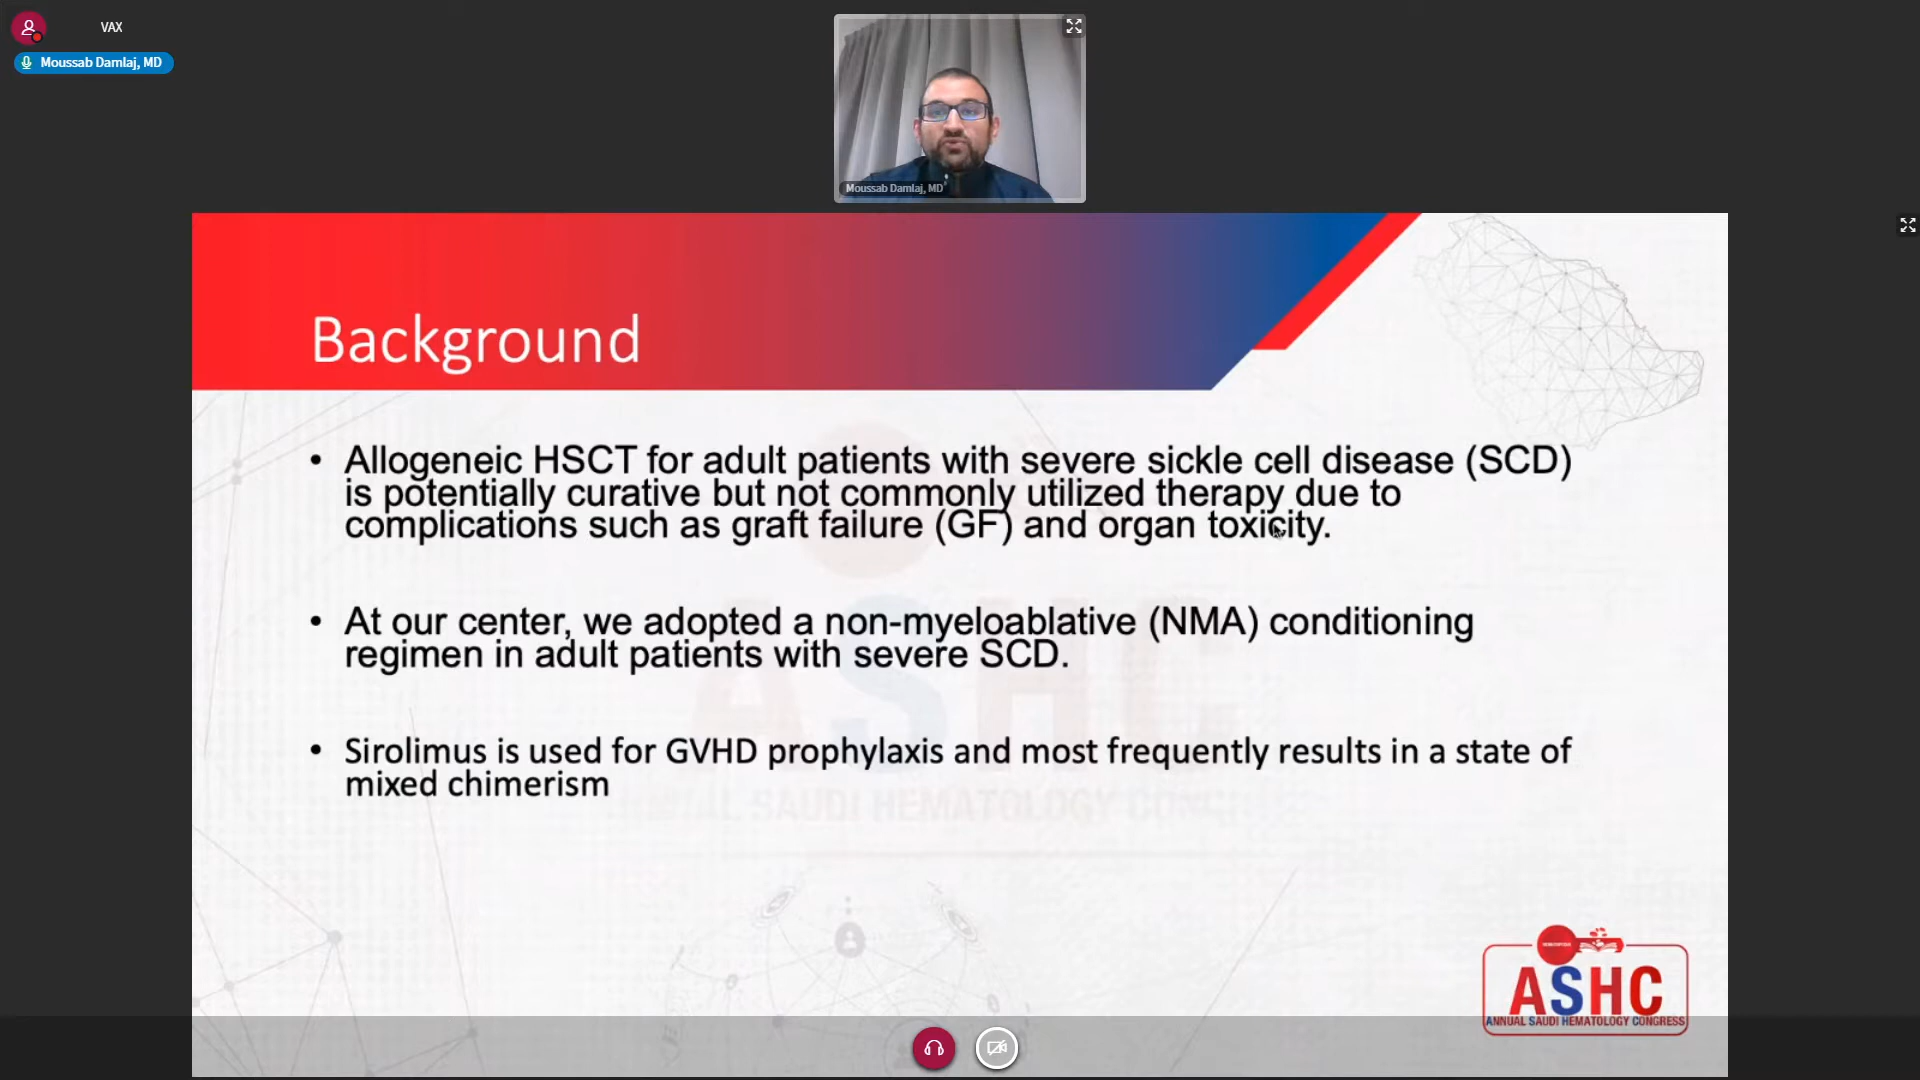 VAX
Moussab Damlaj, MD
Moussab Damlaj, MD
Background
• Allogeneic HSCT for adult patients with severe sickle cell disease (SCD)
is potentially curative but not commonly utilized therapy due to
complications such as graft failure (GF) and organ toxicity.
• At our center, we adopted a non-myeloablative (NMA) conditioning
regimen in adult patients with severe SCD.
• Sirolimus is used for GVHD prophylaxis and most frequently results in a state of
mixed chimerism
ASHC
SAUDI HEMATOLOGY
ASHC
ANNUAL SAUDI HEMATOLOGY CONGRESS